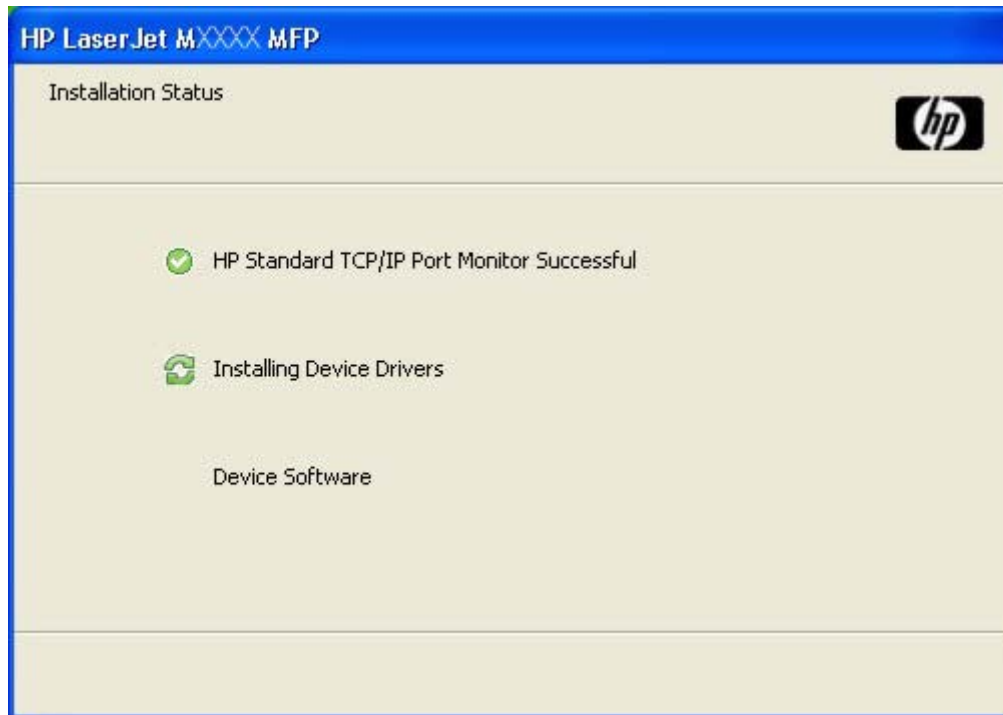 HP LaserJet MXXXX MFP
Installation Status
hp
HP Standard TCP/IP Port Monitor Successful
Installing Device Drivers
Device Software